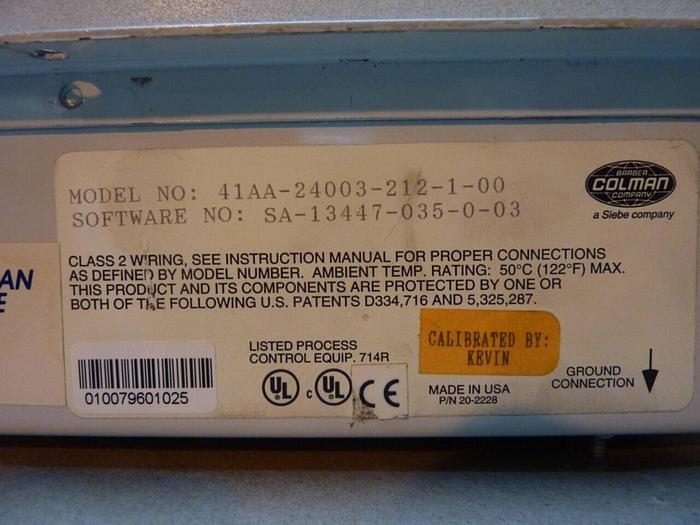 MODEL NO: 41AA-24003-212-1-00
SOFTWARE NO: SA-13447-035-0-03
BARBER
COLMAN
COMPANY
a Siebe company
CLASS 2 WIRING, SEE INSTRUCTION MANUAL FOR PROPER CONNECTIONS
AS DEFINED BY MODEL NUMBER. AMBIENT TEMP. RATING: 50°C (122°F) MAX.
THIS PRODUCT AND ITS COMPONENTS ARE PROTECTED BY ONE OR
BOTH OF THE FOLLOWING U.S. PATENTS D334,716 AND 5,325,287.
AN
E
LISTED PROCESS
CONTROL EQUIP. 714R
CALIBRATED BY:
KEVIN
010079601025
UL
c UL
CE
MADE IN USA
P/N 20-2228
GROUND
CONNECTION